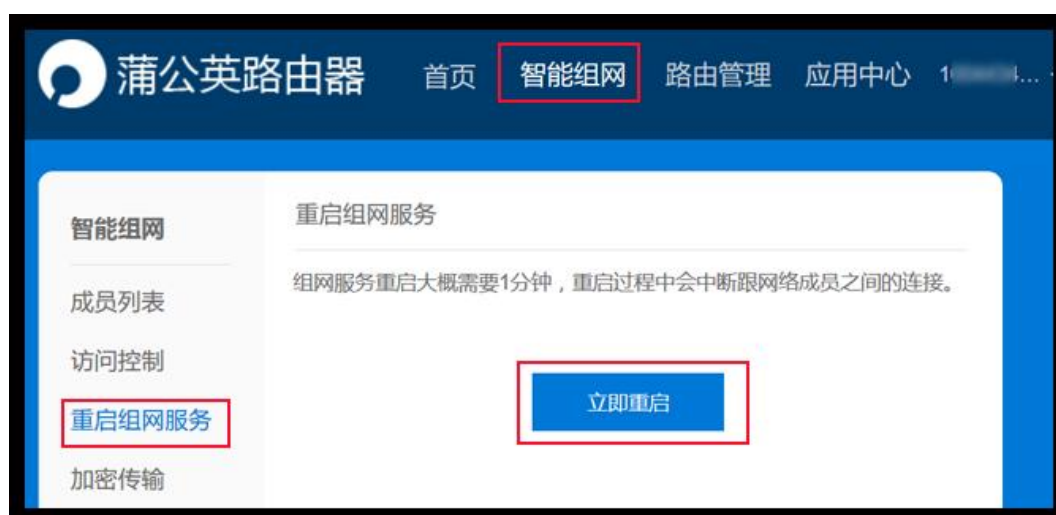 蒲公英路由器 首页 智能组网 路由管理 应用中心
智能组网
成员列表
访问控制
重启组网服务
加密传输
重启组网服务
组网服务重启大概需要1分钟，重启过程中会中断跟网络成员之间的连接。
立即重启